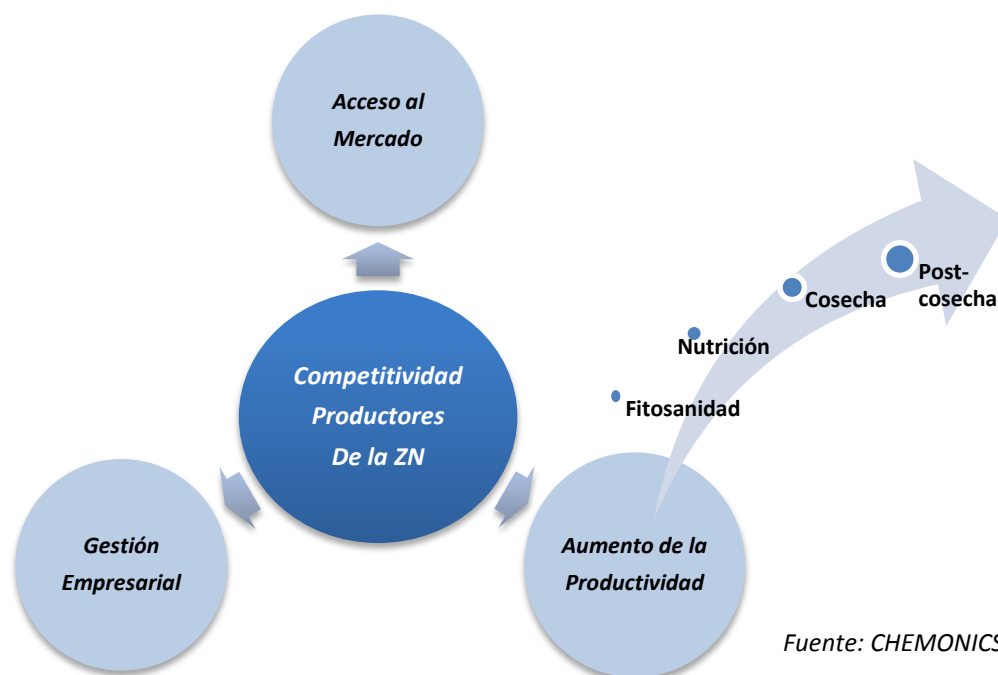 Acceso al
Mercado
Post-
cosecha
Cosecha
Nutrición
Fitosanidad
Competitividad
Productores
De la ZN
Gestión
Empresarial
Aumento de la
Productividad
Fuente: CHEMONICS